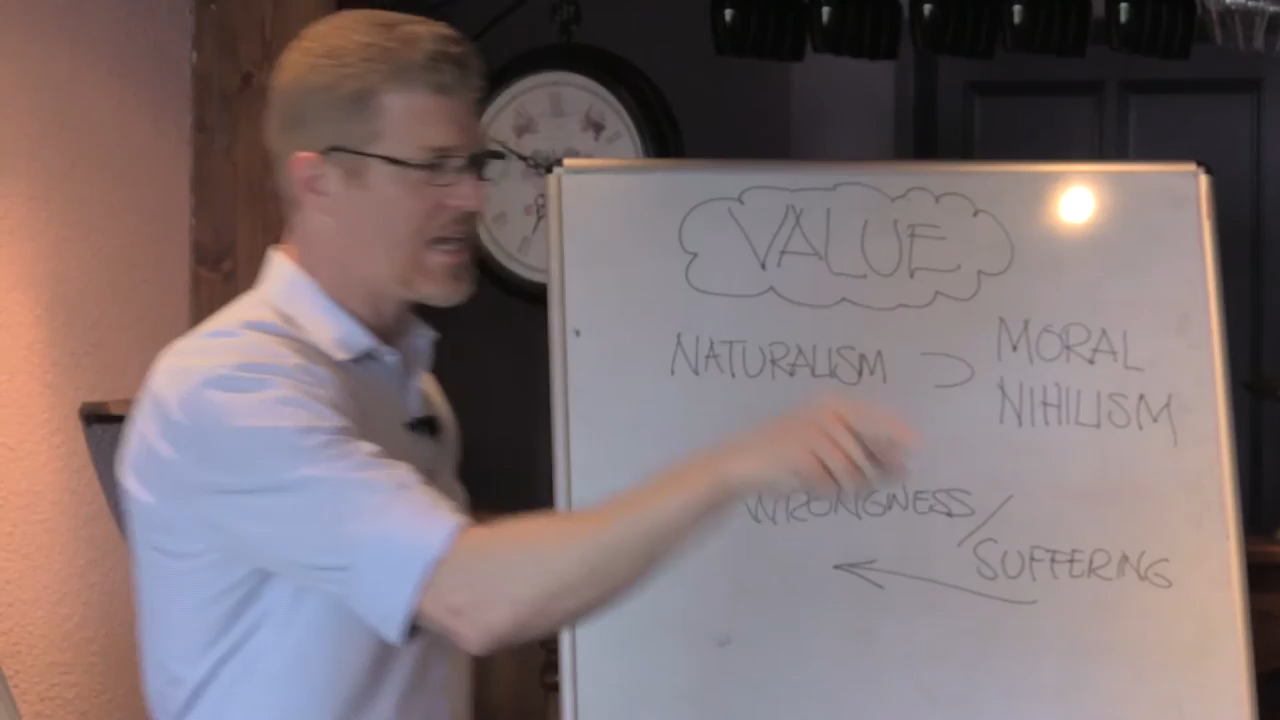 VALUE
NATURALISM ⊃ MORAL
NIHILISM
WRONGNESS/
SUFFERING